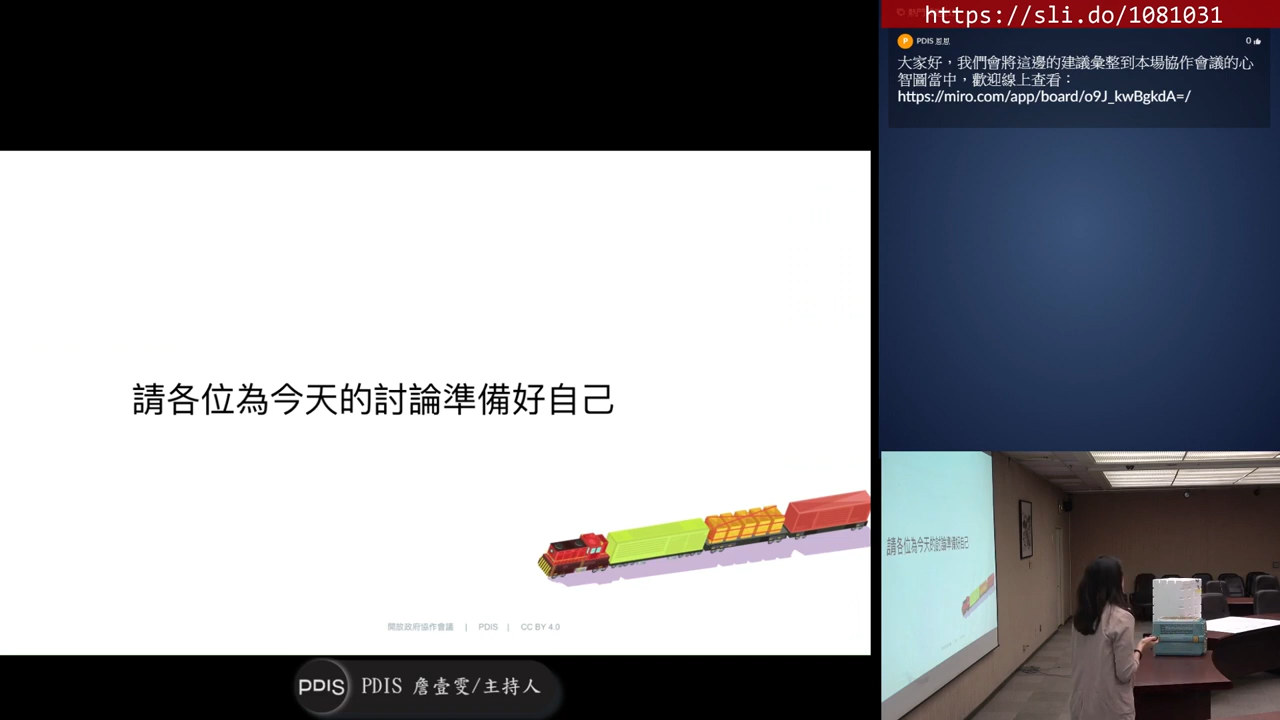 https://sli.do/1081031
PDIS
0
大家好，我們會將這邊的建議彙整到本場協作會議的心
智圖當中，歡迎線上查看：
https://miro.com/app/board/o9J_kwBgkdA=/
請各位為今天的討論準備好自己
開放政府協作會議 | PDIS | CC BY 4.0
請各位為今天的討論準備好自己
PDIS PDIS 詹壹雯/主持人